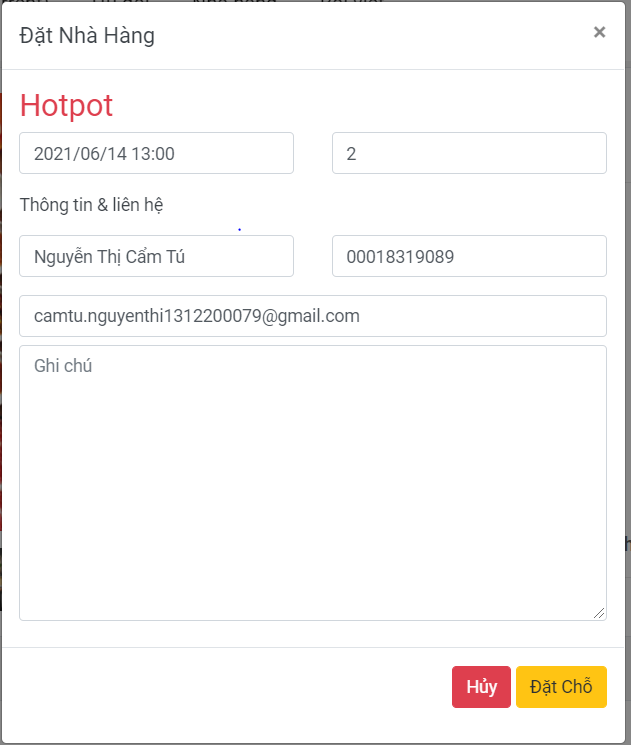 Đặt Nhà Hàng
×
Hotpot
2021/06/14 13:00
2
Thông tin & liên hệ
Nguyễn Thị Cẩm Tú
00018319089
camtu.nguyenthi1312200079@gmail.com
Ghi chú
Hủy
Đặt Chỗ